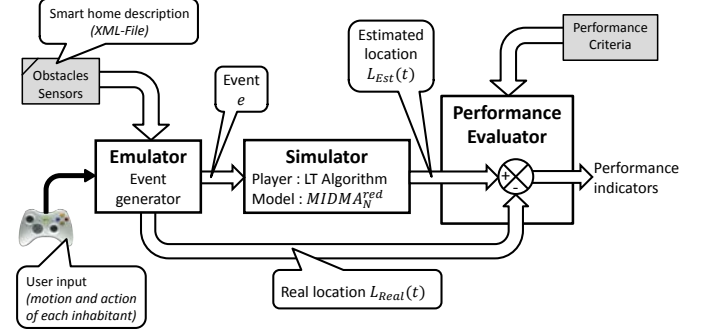 Smart home description
(XML-File)
Obstacles
Sensors
Event
e
Estimated
location
L_Est(t)
Performance
Criteria
Performance
Evaluator
Emulator
Event
generator
Simulator
Player : LT Algorithm
Model : MIDMA_N^red
+
-
Performance
indicators
User input
(motion and action
of each inhabitant)
Real location L_Real(t)